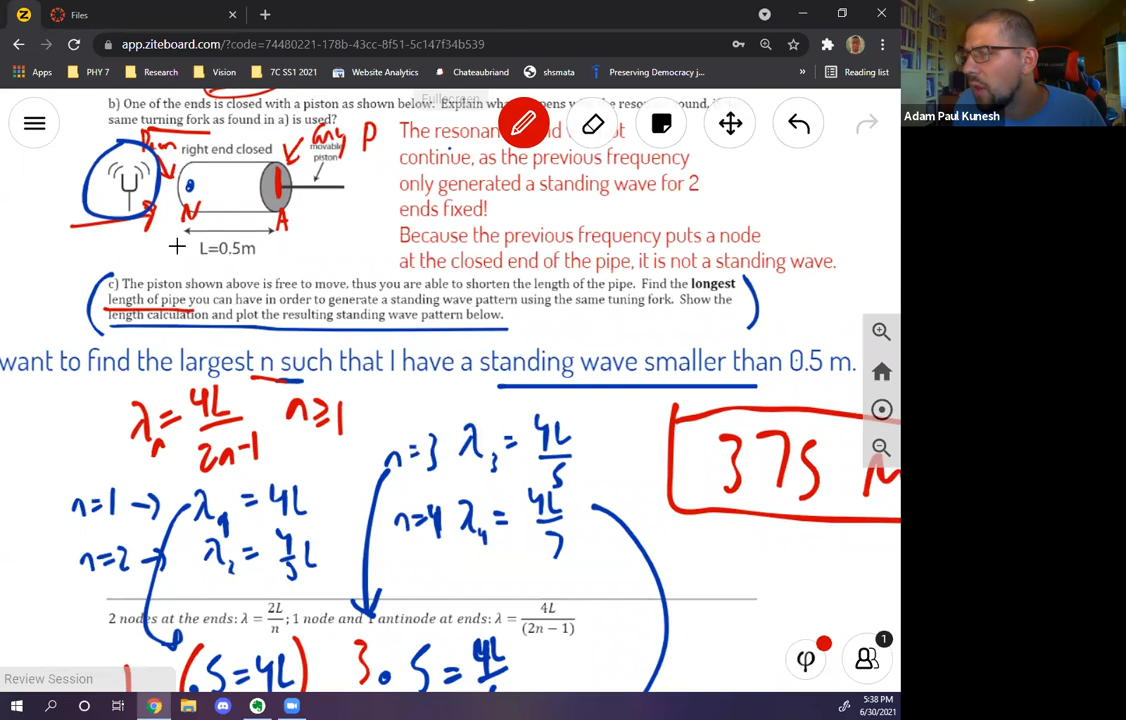 Files
app.ziteboard.com/?code=74480221-178b-43cc-8f51-5c147f34b539
Apps PHY 7 Research Vision 7C SS1 2021 Website Analytics Chateaubriand shsmata Preserving Democracy j... » Reading list
Fullscreen
Adam Paul Kunesh
b) One of the ends is closed with a piston as shown below. Explain
same turning fork as found in a) is used?
right end closed
movable
piston
any P
N
A
L=0.5m
The resonant
continue, as the previous frequency
only generated a standing wave for 2
ends fixed!
Because the previous frequency puts a node
at the closed end of the pipe, it is not a standing wave.
c) The piston shown above is free to move, thus you are able to shorten the length of the pipe. Find the longest
length of pipe you can have in order to generate a standing wave pattern using the same tuning fork. Show the
length calculation and plot the resulting standing wave pattern below.
want to find the largest n such that I have a standing wave smaller than 0.5 m.
λn = 4L/2n-1 n≥1
n=1 → λ1 = 4L
n=2 → λ2 = 4/3 L
n=3 λ3 = 4L/5
n=4 λ4 = 4L/7
375 m
2 nodes at the ends: λ = 2L/n; 1 node and 1 antinode at ends: λ = 4L/(2n − 1)
1 (.5 = 4L)
3 . 5 = 4L
Review Session
φ
1
5:38 PM
6/30/2021